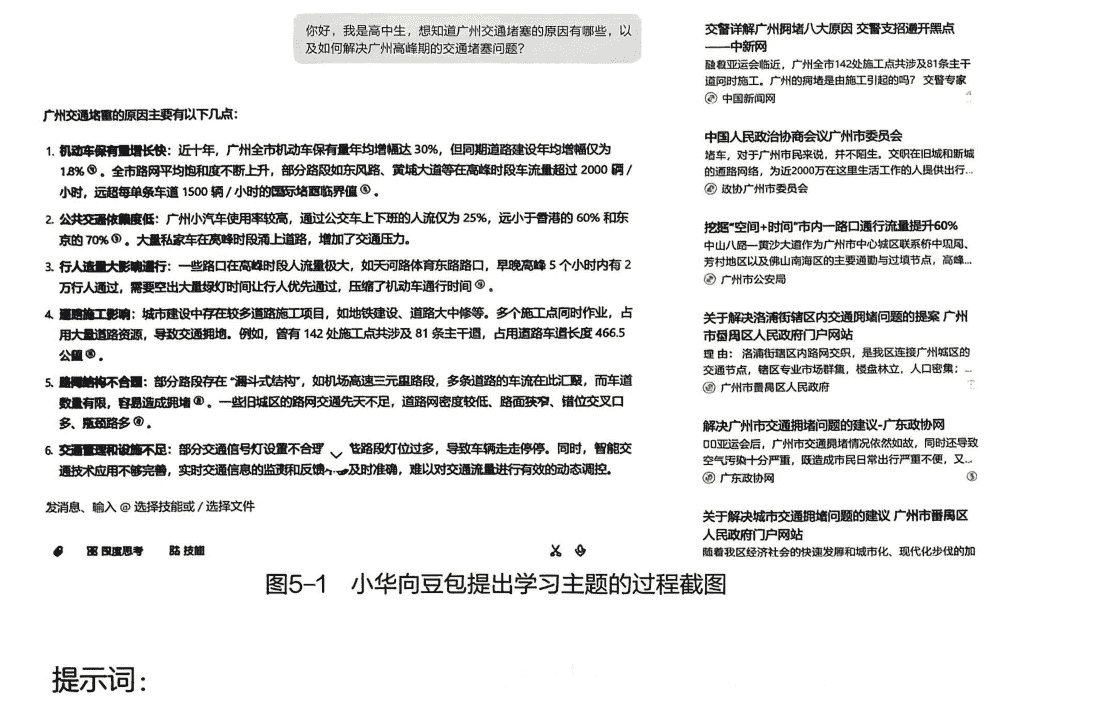 你好，我是高中生，想知道广州交通堵塞的原因有哪些，以
及如何解决广州高峰期的交通堵塞问题？
广州交通堵塞的原因主要有以下几点：
1. 机动车保有量增长快：近十年，广州全市机动车保有量年均增幅达 30%，但同期道路建设年均增幅仅为
1.8% 。全市路网平均饱和度不断上升，部分路段如东风路、黄埔大道等在高峰时段车流量超过 2000 辆 /
小时，远超每单条车道 1500 辆 / 小时的国际堵塞临界值 。
2. 公共交通依赖度低：广州小汽车使用率较高，通过公交车上下班的人流仅为 25%，远小于香港的 60% 和东
京的 70% 。大量私家车在高峰时段涌上道路，增加了交通压力。
3. 行人流量大影响通行：一些路口在高峰时段人流量极大，如天河路体育东路路口，早晚高峰 5 个小时内有 2
万行人通过，需要空出大量绿灯时间让行人优先通过，压缩了机动车通行时间 。
4. 道路施工影响：城市建设中存在较多道路施工项目，如地铁建设、道路大中修等。多个施工点同时作业，占
用大量道路资源，导致交通拥堵。例如，曾有 142 处施工点共涉及 81 条主干道，占用道路车道长度 466.5
公里 。
5. 路网结构不合理：部分路段存在 “漏斗式结构”，如机场高速三元里路段，多条道路的车流在此汇聚，而车道
数量有限，容易造成拥堵 。一些旧城区的路网交通先天不足，道路网密度较低、路面狭窄、错位交叉口
多、瓶颈路多 。
6. 交通管理和设施不足：部分交通信号灯设置不合理 些路段灯位过多，导致车辆走走停停。同时，智能交
通技术应用不够完善，实时交通信息的监测和反馈 及时准确，难以对交通流量进行有效的动态调控。
发消息、输入 @ 选择技能或 / 选择文件
深度思考 技能
交警详解广州拥堵八大原因 交警支招避开黑点
——中新网
随着亚运会临近，广州全市142处施工点共涉及81条主干
道同时施工。广州的拥堵是由施工引起的吗？ 交警专家
中国新闻网
中国人民政治协商会议广州市委员会
堵车，对于广州市民来说，并不陌生。交织在旧城和新城
的道路网络，为近2000万在这里生活工作的人提供出行...
政协广州市委员会
挖掘“空间+时间”市内一路口通行流量提升60%
中山八路—黄沙大道作为广州市中心城区联系桥中见尾、
芳村地区以及佛山南海区的主要通勤与过境节点，高峰...
广州市公安局
关于解决洛浦街辖区内交通拥堵问题的提案 广州
市番禺区人民政府门户网站
理 由： 洛浦街辖区内路网交织，是我区连接广州城区的
交通节点，辖区专业市场群集，楼盘林立，人口密集；...
广州市番禺区人民政府
解决广州市交通拥堵问题的建议-广东政协网
亚运会后，广州市交通拥堵情况依然如故，同时还导致
空气污染十分严重，既造成市民日常出行严重不便，又...
广东政协网
关于解决城市交通拥堵问题的建议 广州市番禺区
人民政府门户网站
随着我区经济社会的快速发展和城市化、现代化步伐的加
图5-1 小华向豆包提出学习主题的过程截图
提示词：